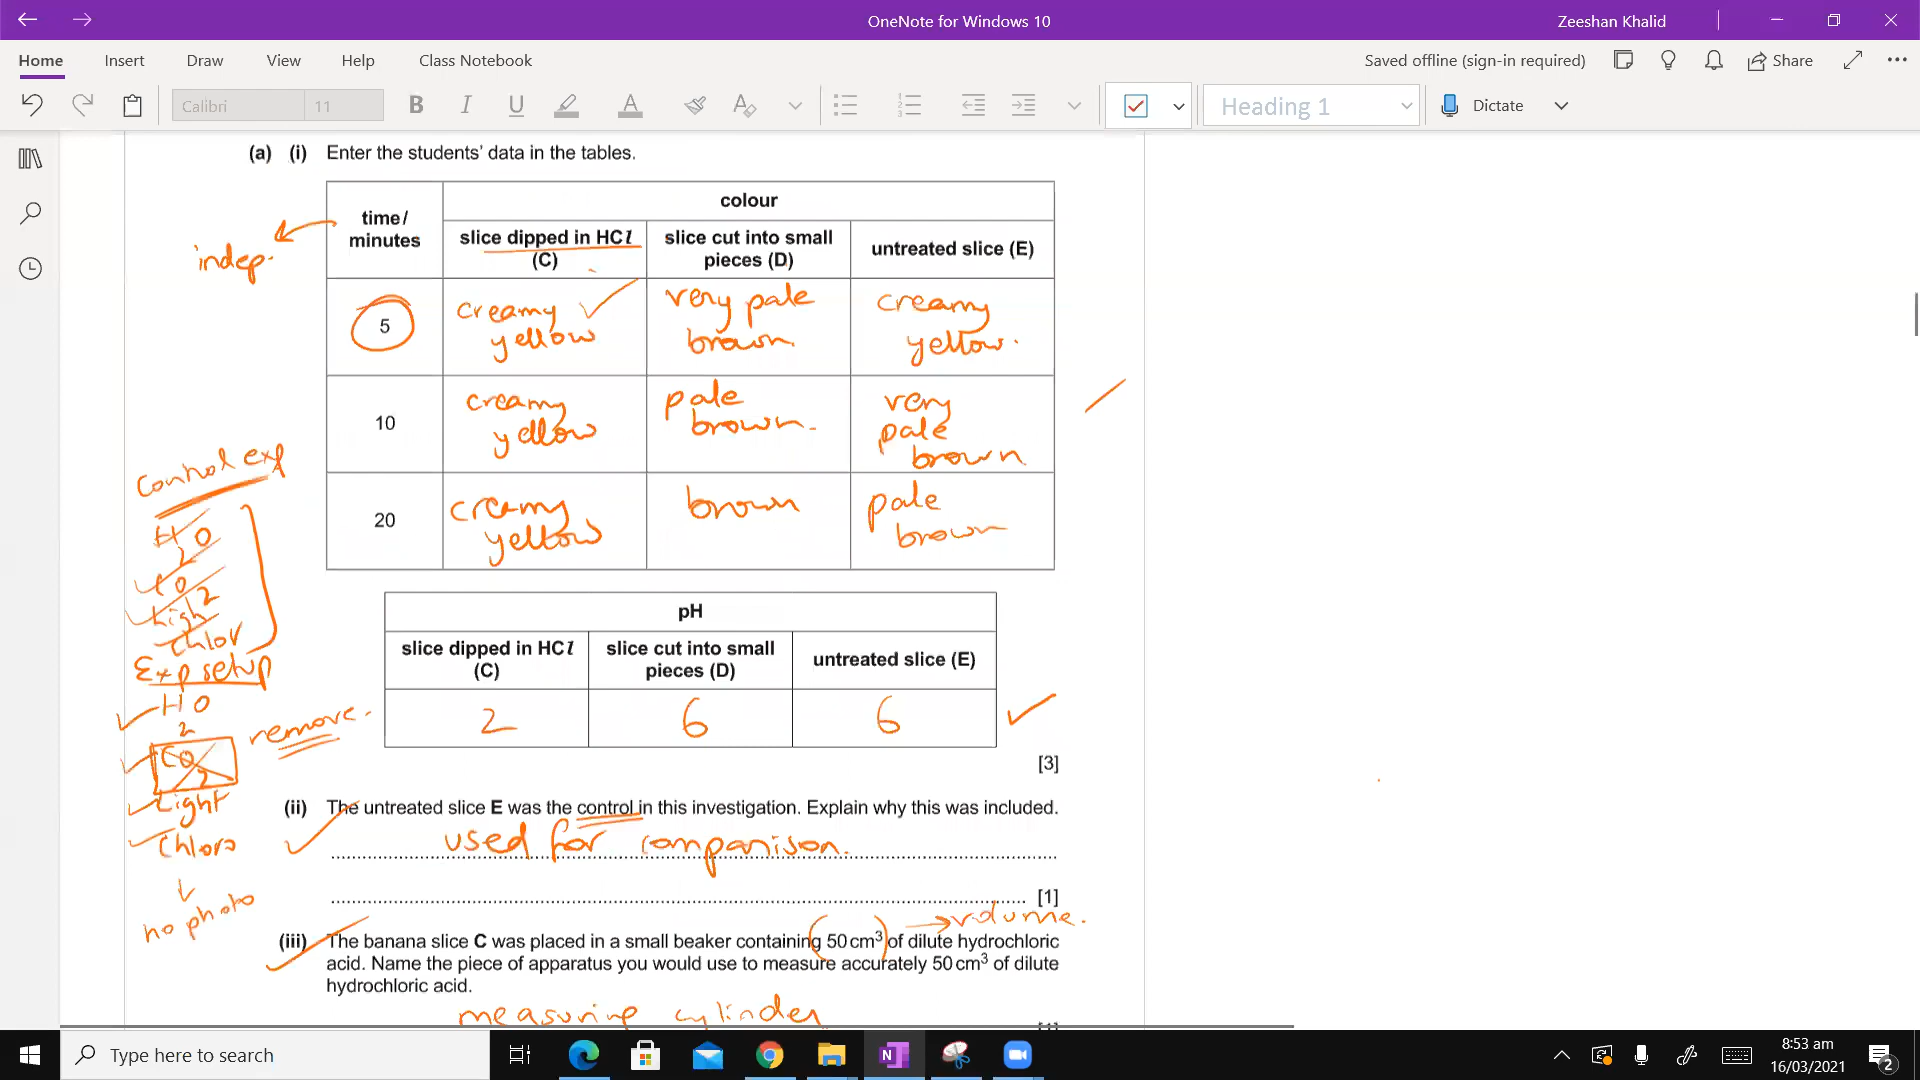 OneNote for Windows 10
Zeeshan Khalid
Home Insert Draw View Help Class Notebook
Saved offline (sign-in required)
Share
Calibri 11
B I U A
Heading 1
Dictate
(a) (i) Enter the students' data in the tables.
time/ minutes
colour
slice dipped in HCl (C)
slice cut into small pieces (D)
untreated slice (E)
indep.
5
creamy yellow
very pale brown
creamy yellow.
10
creamy yellow
pale brown.
very pale brown
20
creamy yellow
brown
pale brown
Control exp
H2O
CO2
light
chlor
Exp setup
H2O
CO2
remove.
Light
Chloro
no photo
pH
slice dipped in HCl (C)
slice cut into small pieces (D)
untreated slice (E)
2
6
6
[3]
(ii) The untreated slice E was the control in this investigation. Explain why this was included.
used for comparison.
[1]
volume.
(iii) The banana slice C was placed in a small beaker containing 50 cm³ of dilute hydrochloric
acid. Name the piece of apparatus you would use to measure accurately 50 cm³ of dilute
hydrochloric acid.
measuring cylinder
Type here to search
8:53 am
16/03/2021
2